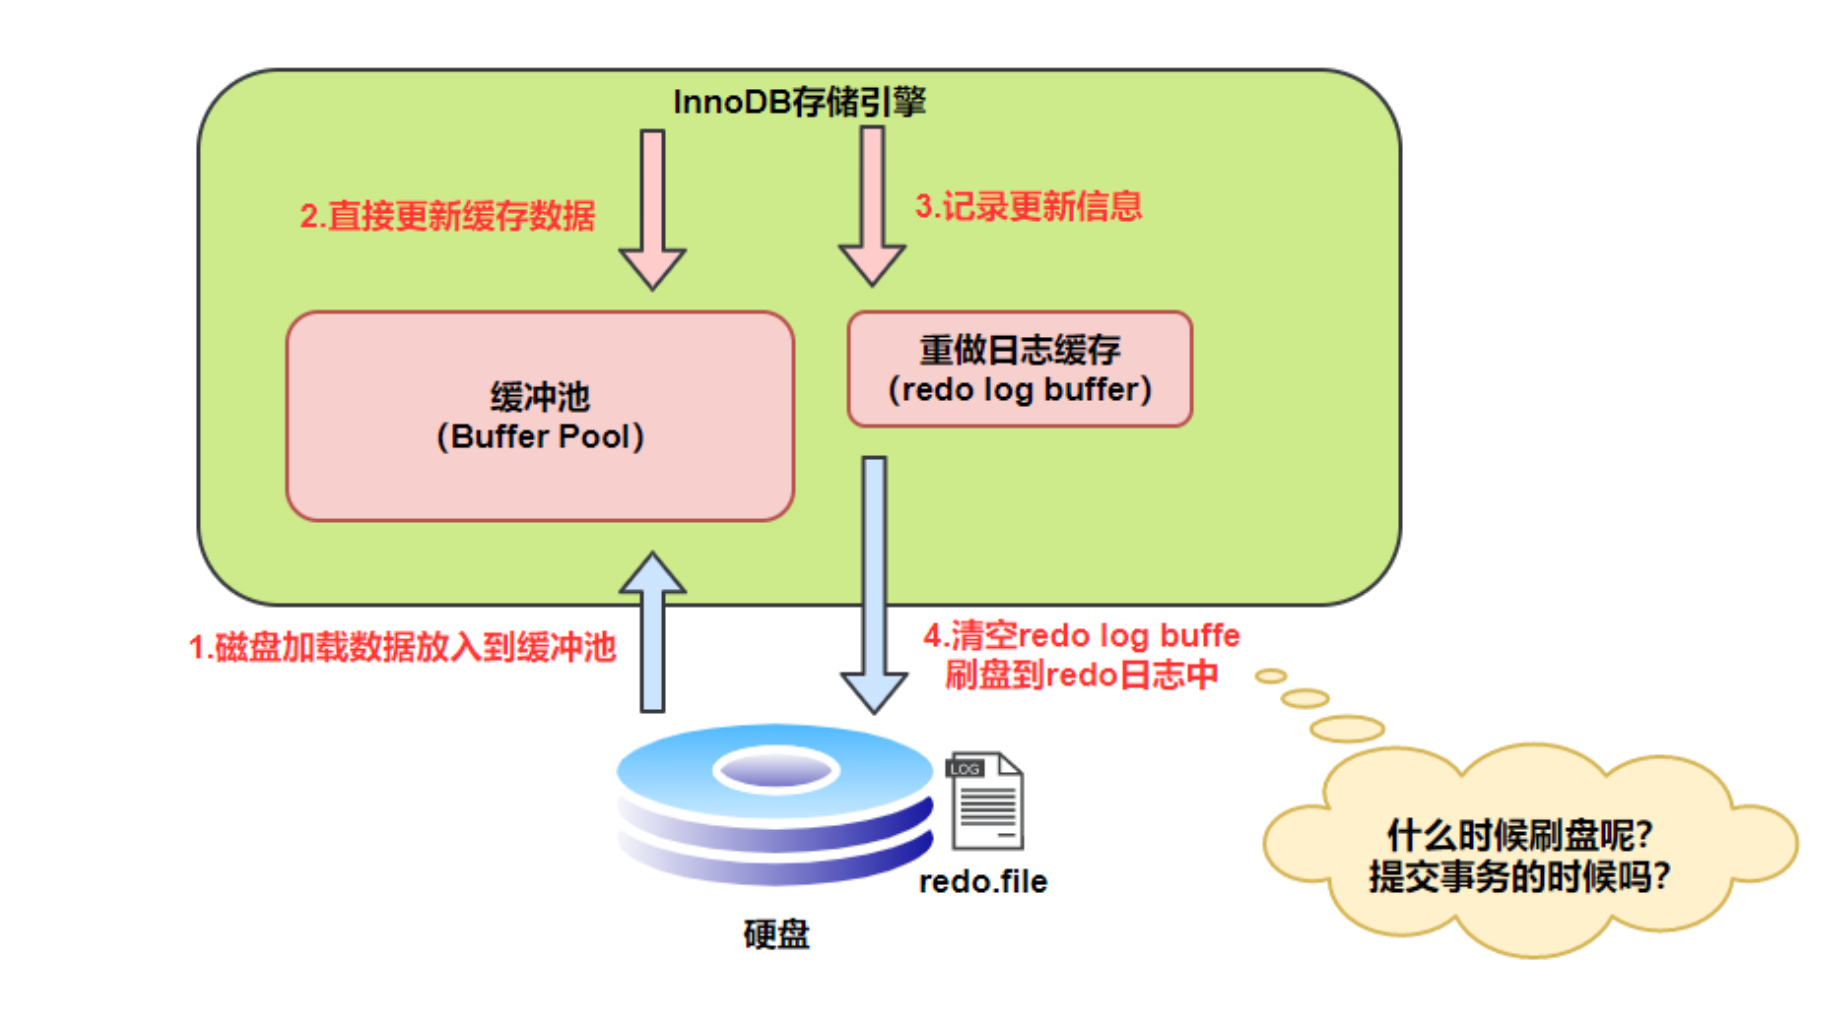 InnoDB存储引擎
2.直接更新缓存数据
3.记录更新信息
缓冲池
（Buffer Pool）
重做日志缓存
（redo log buffer）
1.磁盘加载数据放入到缓冲池
4.清空redo log buffe
刷盘到redo日志中
LOG
redo.file
硬盘
什么时候刷盘呢？
提交事务的时候吗？